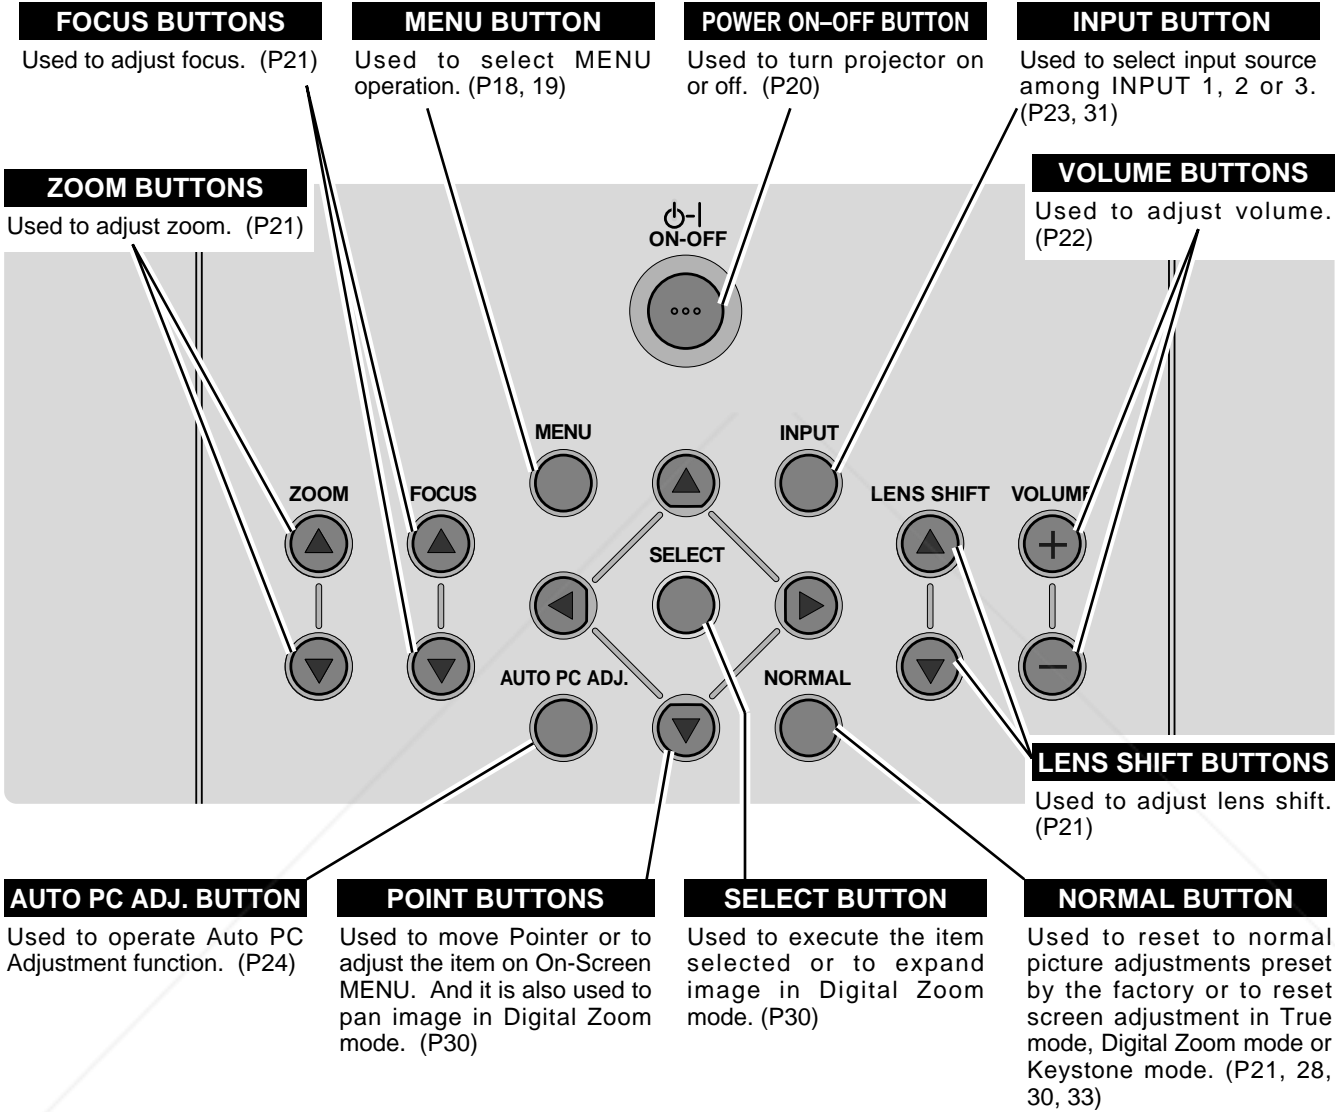 FOCUS BUTTONS
Used to adjust focus. (P21)
MENU BUTTON
Used to select MENU
operation. (P18, 19)
POWER ON–OFF BUTTON
Used to turn projector on
or off. (P20)
INPUT BUTTON
Used to select input source
among INPUT 1, 2 or 3.
(P23, 31)
ZOOM BUTTONS
Used to adjust zoom. (P21)
VOLUME BUTTONS
Used to adjust volume.
(P22)
ON-OFF
MENU
INPUT
ZOOM
FOCUS
LENS SHIFT
VOLUME
SELECT
AUTO PC ADJ.
NORMAL
LENS SHIFT BUTTONS
Used to adjust lens shift.
(P21)
AUTO PC ADJ. BUTTON
Used to operate Auto PC
Adjustment function. (P24)
POINT BUTTONS
Used to move Pointer or to
adjust the item on On-Screen
MENU. And it is also used to
pan image in Digital Zoom
mode. (P30)
SELECT BUTTON
Used to execute the item
selected or to expand
image in Digital Zoom
mode. (P30)
NORMAL BUTTON
Used to reset to normal
picture adjustments preset
by the factory or to reset
screen adjustment in True
mode, Digital Zoom mode or
Keystone mode. (P21, 28,
30, 33)